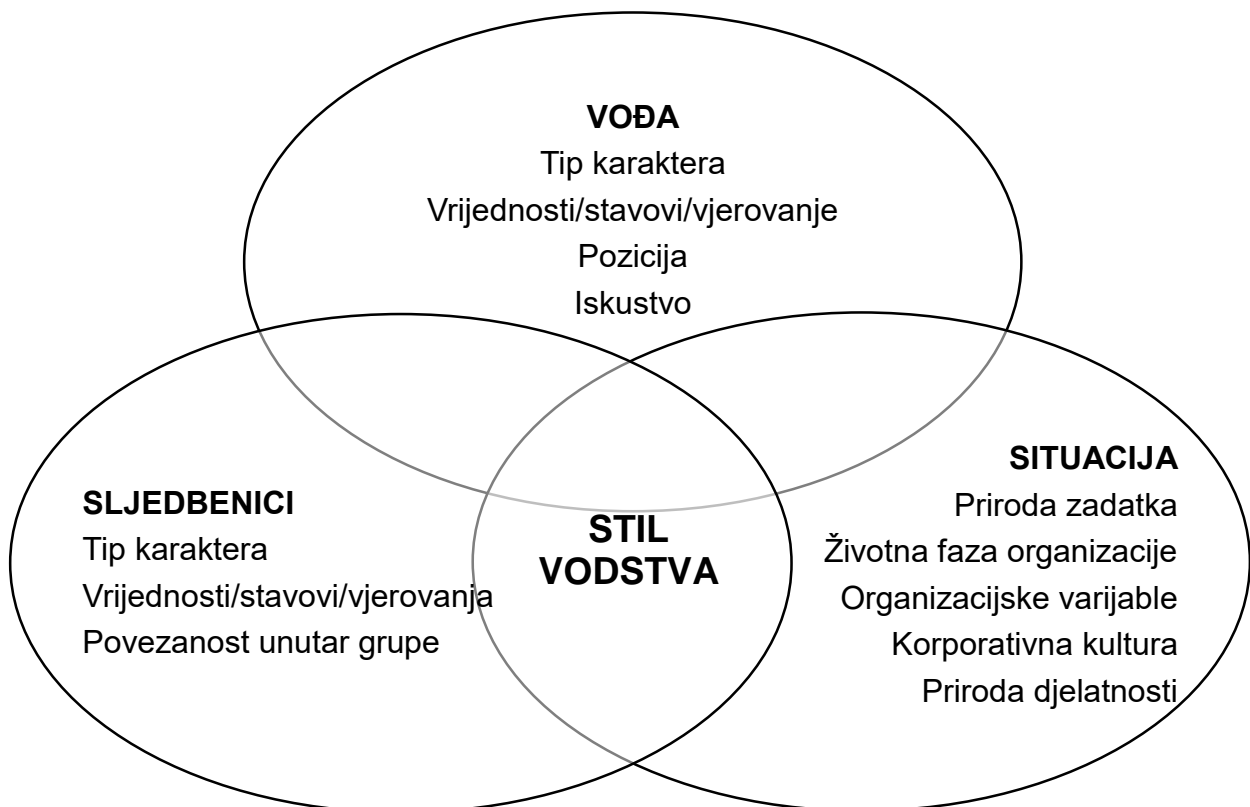 VOĐA
Tip karaktera
Vrijednosti/stavovi/vjerovanje
Pozicija
Iskustvo
SLJEDBENICI
Tip karaktera
Vrijednosti/stavovi/vjerovanja
Povezanost unutar grupe
STIL
VODSTVA
SITUACIJA
Priroda zadatka
Životna faza organizacije
Organizacijske varijable
Korporativna kultura
Priroda djelatnosti